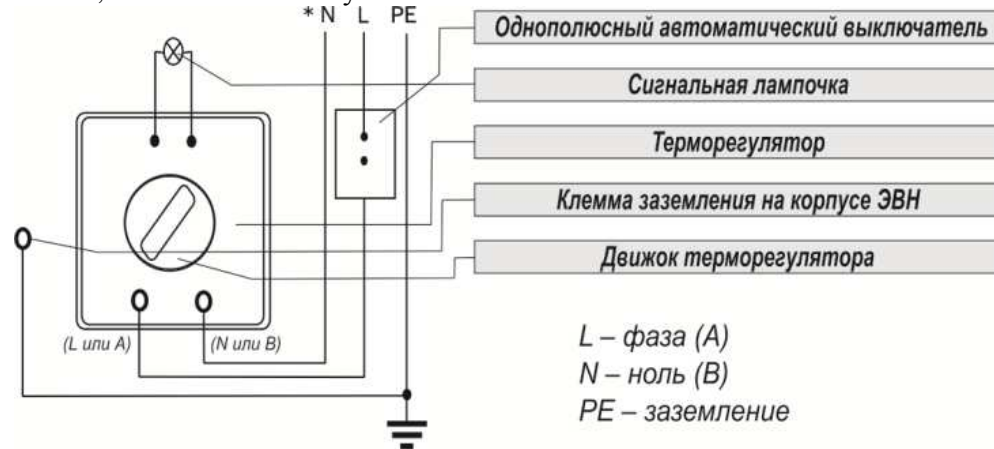 * N L PE
Однополюсный автоматический выключатель
Сигнальная лампочка
Терморегулятор
Клемма заземления на корпусе ЭВН
Движок терморегулятора
(L или А)
(N или В)
L – фаза (А)
N – ноль (В)
PE – заземление